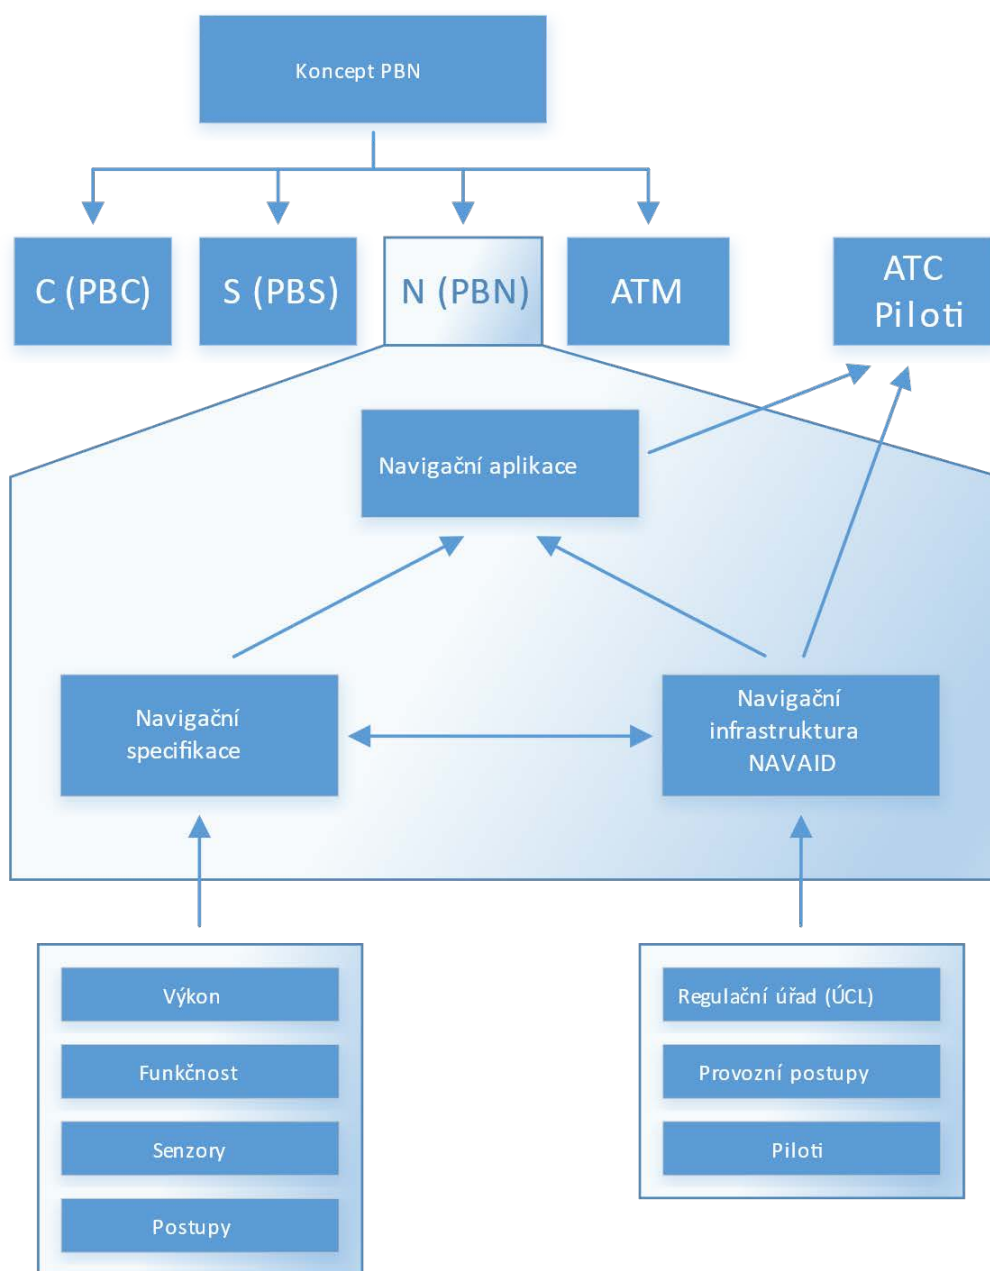 Koncept PBN
C (PBC)
S (PBS)
N (PBN)
ATM
ATC
Piloti
Navigační aplikace
Navigační
specifikace
Navigační
infrastruktura
NAVAID
Výkon
Funkčnost
Senzory
Postupy
Regulační úřad (ÚCL)
Provozní postupy
Piloti